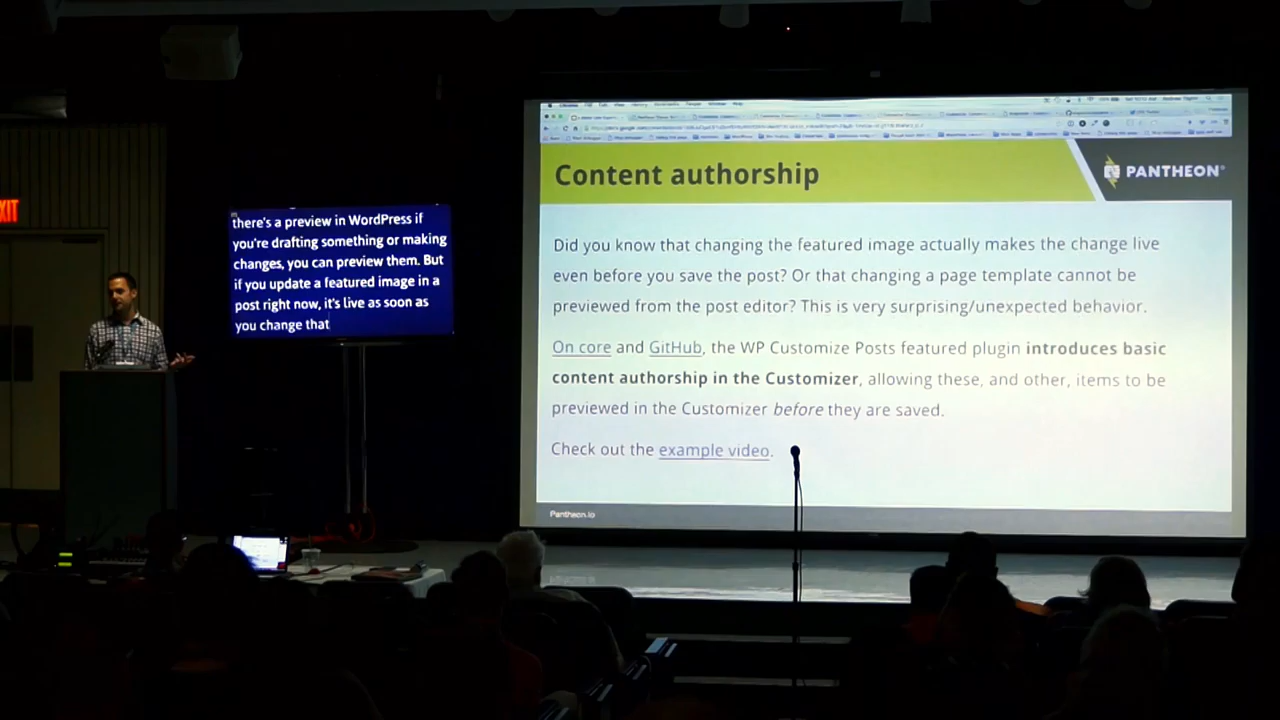 EXIT
there's a preview in WordPress if
you're drafting something or making
changes, you can preview them. But
if you update a featured image in a
post right now, it's live as soon as
you change that
Content authorship
PANTHEON®
Did you know that changing the featured image actually makes the change live
even before you save the post? Or that changing a page template cannot be
previewed from the post editor? This is very surprising/unexpected behavior.
On core and GitHub, the WP Customize Posts featured plugin introduces basic
content authorship in the Customizer, allowing these, and other, items to be
previewed in the Customizer before they are saved.
Check out the example video.
Pantheon.io